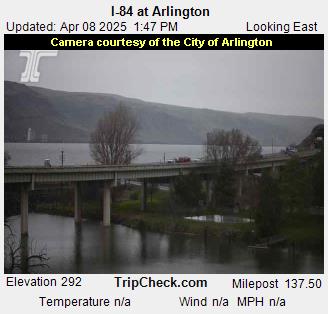 I-84 at Arlington
Updated: Apr 08 2025 1:47 PM Looking East
Camera courtesy of the City of Arlington
Elevation 292 TripCheck.com Milepost 137.50
Temperature n/a Wind n/a MPH n/a